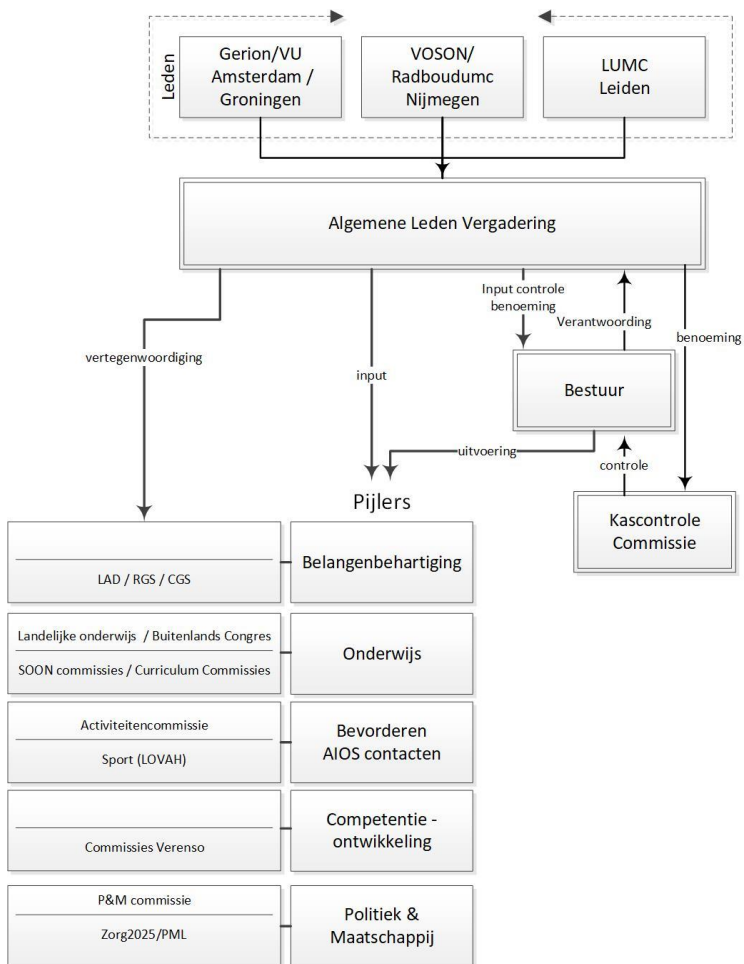 Leden
Gerion/VU
Amsterdam /
Groningen
VOSON/
Radboudumc
Nijmegen
LUMC
Leiden
Algemene Leden Vergadering
vertegenwoordiging
input
Input controle
benoeming
Verantwoording
benoeming
Bestuur
uitvoering
controle
Kascontrole
Commissie
Pijlers
LAD / RGS / CGS
Belangenbehartiging
Landelijke onderwijs / Buitenlands Congres
SOON commissies / Curriculum Commissies
Onderwijs
Activiteitencommissie
Sport (LOVAH)
Bevorderen
AIOS contacten
Commissies Verenso
Competentie -
ontwikkeling
P&M commissie
Zorg2025/PML
Politiek &
Maatschappij